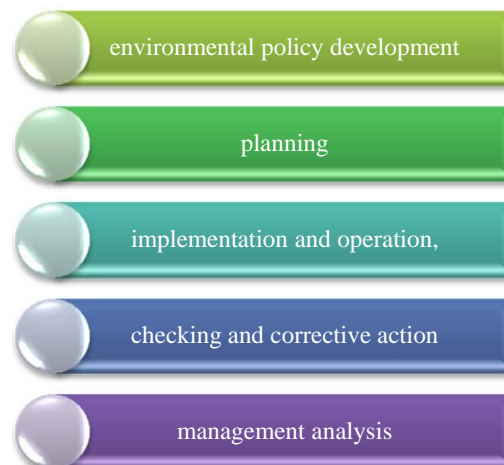 environmental policy development
planning
implementation and operation,
checking and corrective action
management analysis